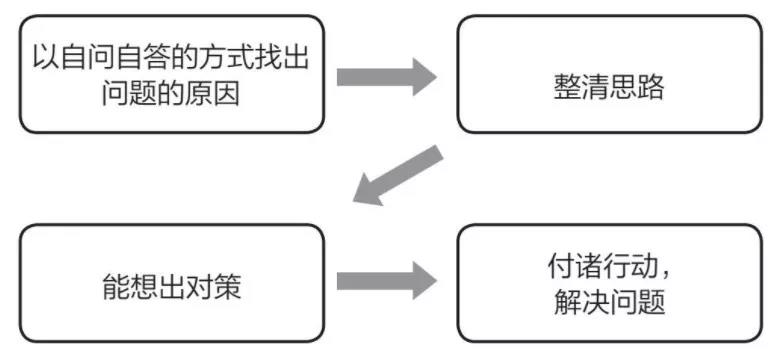 以自问自答的方式找出
问题的原因
整清思路
能想出对策
付诸行动，
解决问题